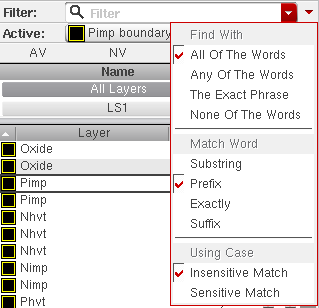 Filter: Filter
Active: Pimp boundary
AV NV
Name
All Layers
LS1
Layer
Oxide
Oxide
Pimp
Pimp
Nhvt
Nhvt
Nhvt
Nimp
Nimp
Phvt
Find With
All Of The Words
Any Of The Words
The Exact Phrase
None Of The Words
Match Word
Substring
Prefix
Exactly
Suffix
Using Case
Insensitive Match
Sensitive Match